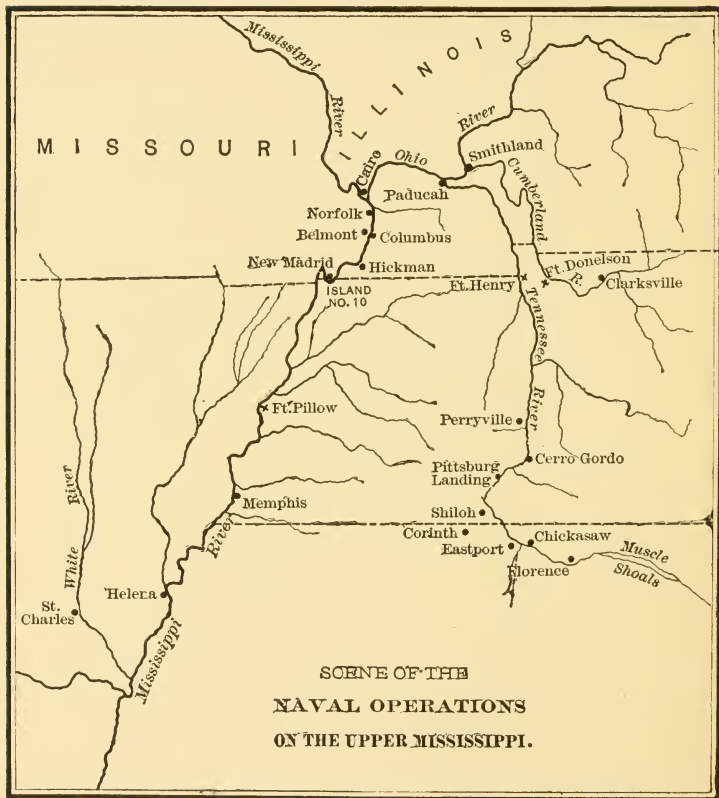 Mississippi
River
ILLINOIS
MISSOURI
Cairo
Ohio
River
Smithland
Cumberland
R.
Paducah
Norfolk
Belmont
Columbus
New Madrid
Hickman
ISLAND
NO. 10
Ft. Henry
Ft. Donelson
Clarksville
Tennessee
River
Ft. Pillow
Perryville
Cerro Gordo
Pittsburg
Landing
Memphis
Shiloh
Corinth
Chickasaw
Eastport
Florence
Muscle
Shoals
White
River
St.
Charles
Helena
Mississippi
River
SCENE OF THE
NAVAL OPERATIONS
ON THE UPPER MISSISSIPPI.